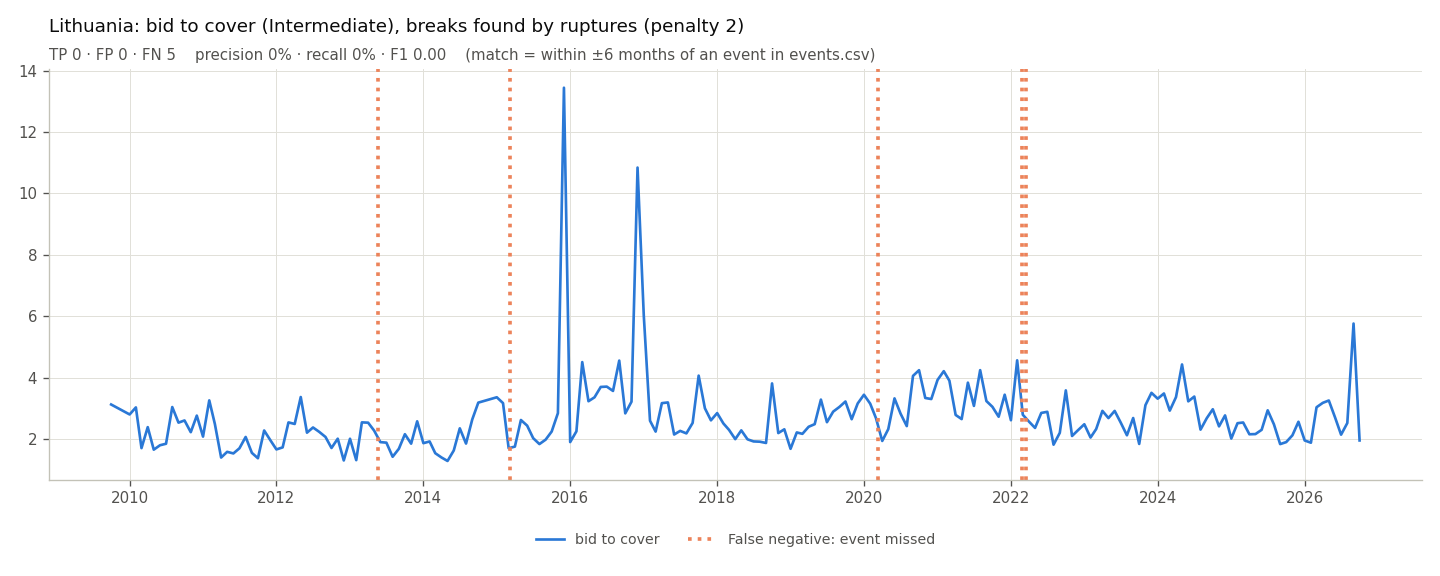 Lithuania: bid to cover (Intermediate), breaks found by ruptures (penalty 2)
TP 0 · FP 0 · FN 5    precision 0% · recall 0% · F1 0.00    (match = within ±6 months of an event in events.csv)
14
12
10
8
6
4
2
2010 2012 2014 2016 2018 2020 2022 2024 2026
bid to cover    False negative: event missed